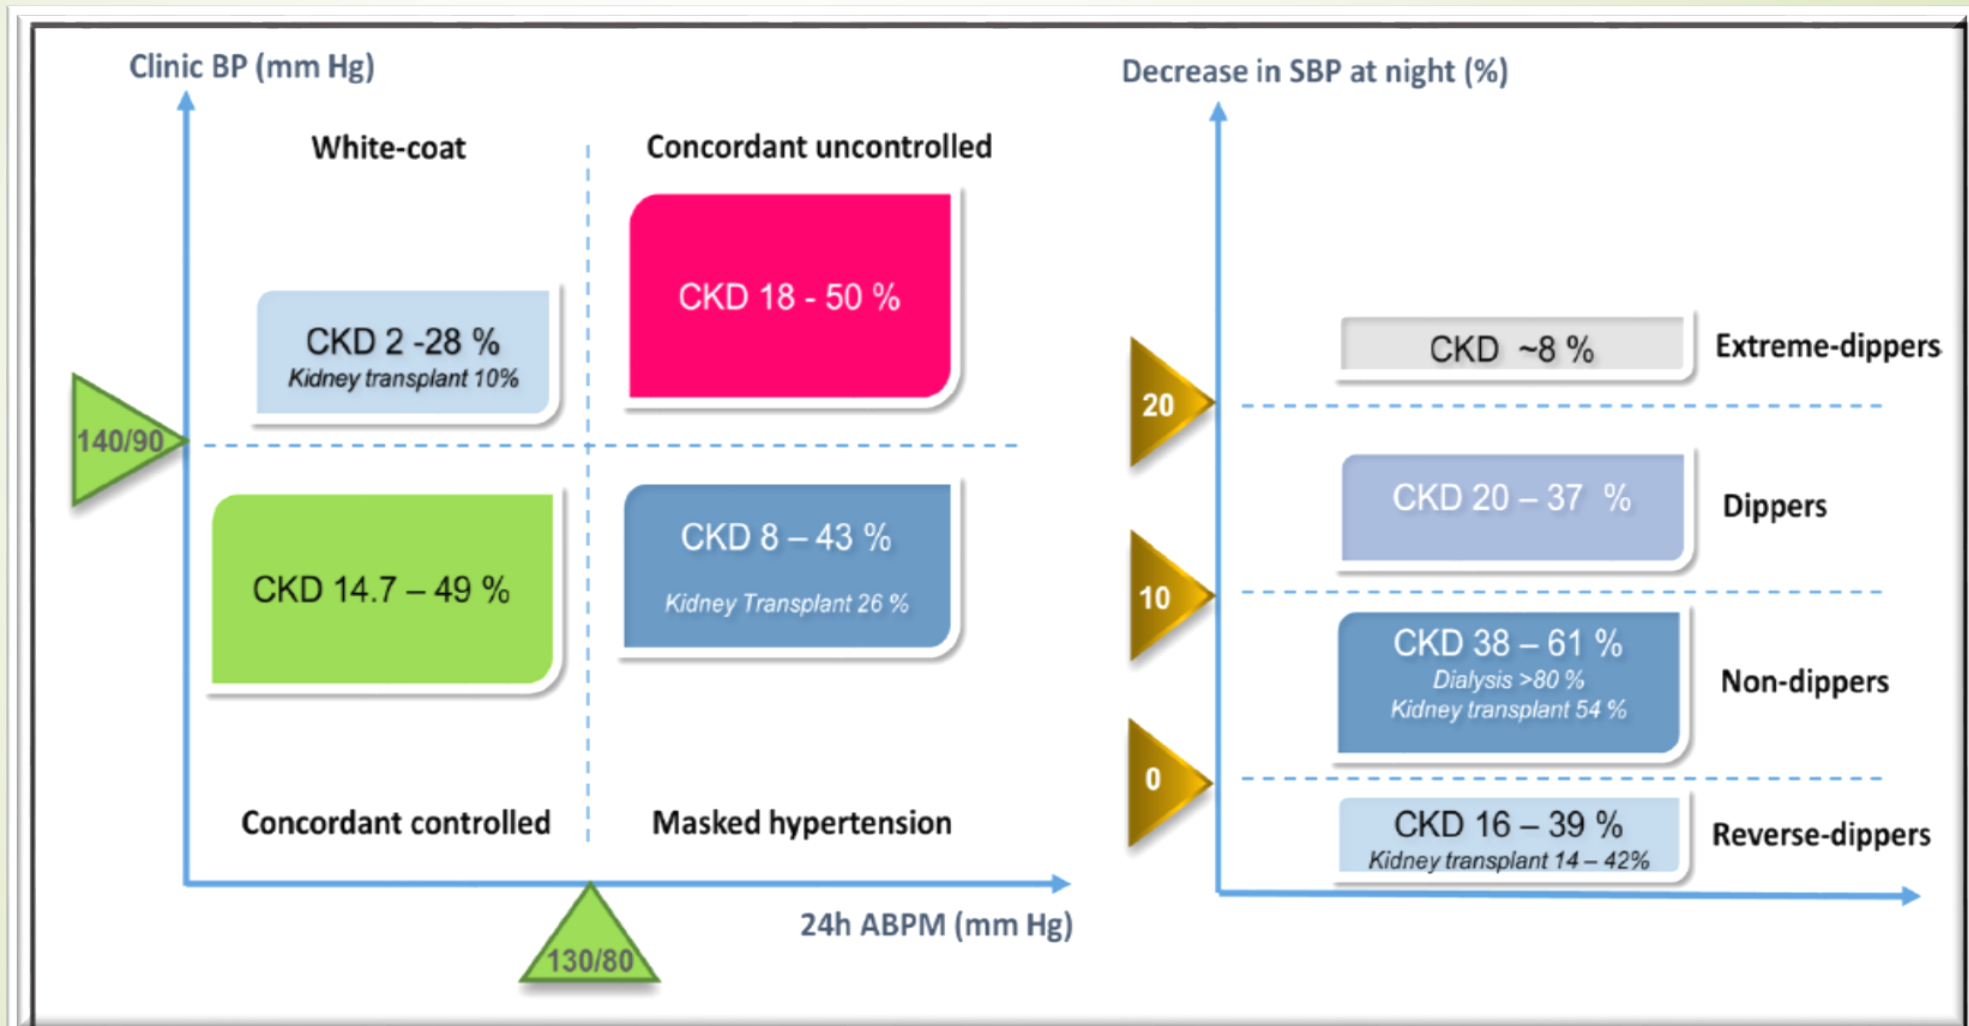 Clinic BP (mm Hg)
White-coat
Concordant uncontrolled
CKD 18 - 50 %
CKD 2 -28 %
Kidney transplant 10%
140/90
CKD 14.7 – 49 %
CKD 8 – 43 %
Kidney Transplant 26 %
Concordant controlled
Masked hypertension
24h ABPM (mm Hg)
130/80
Decrease in SBP at night (%)
CKD ~8 %
Extreme-dippers
20
CKD 20 – 37 %
Dippers
10
CKD 38 – 61 %
Dialysis >80 %
Kidney transplant 54 %
Non-dippers
0
CKD 16 – 39 %
Kidney transplant 14 – 42%
Reverse-dippers